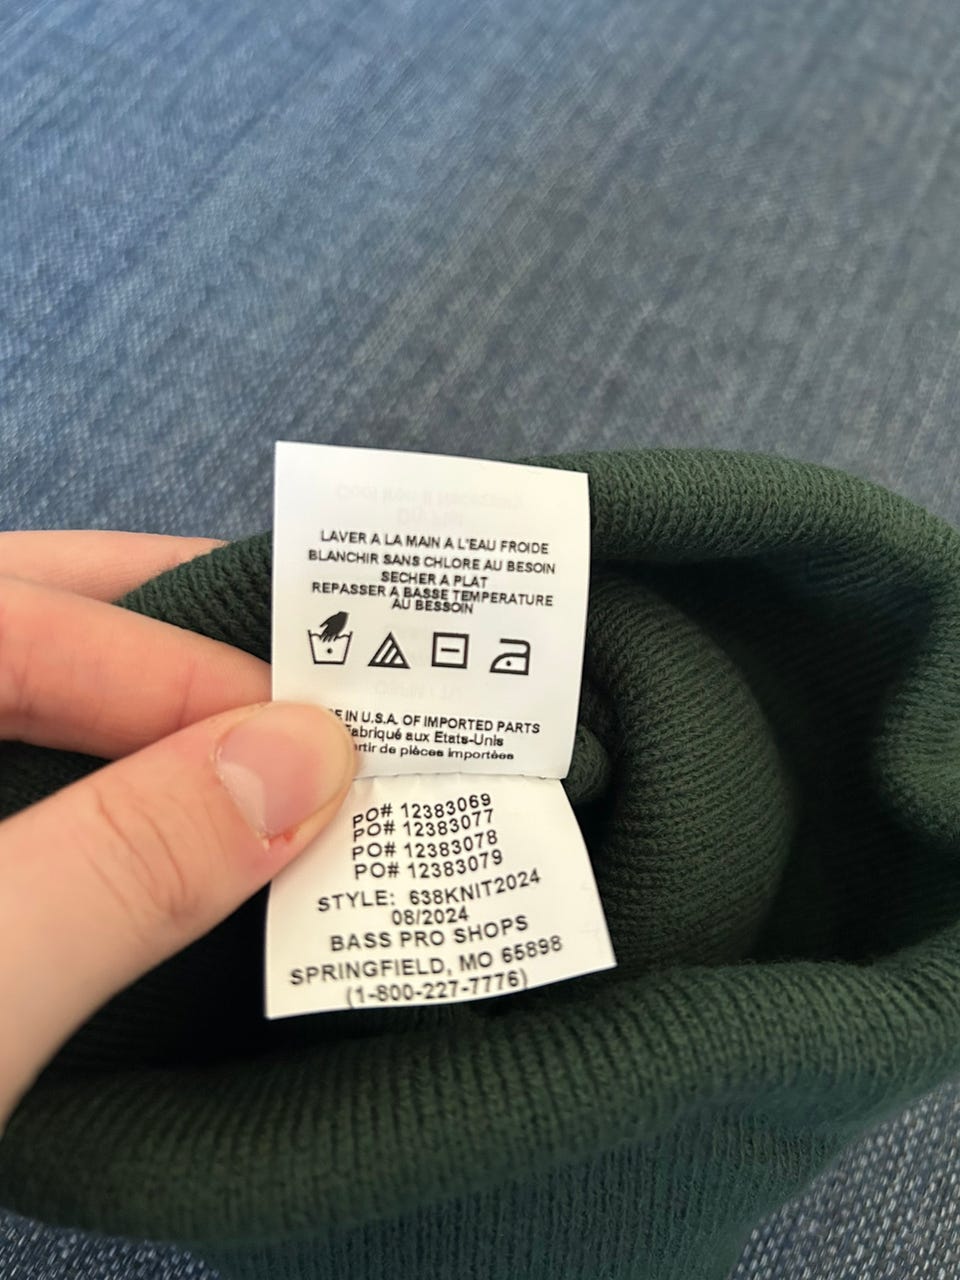 LAVER A LA MAIN A L'EAU FROIDE
BLANCHIR SANS CHLORE AU BESOIN
SECHER A PLAT
REPASSER A BASSE TEMPERATURE
AU BESSOIN
IN U.S.A. OF IMPORTED PARTS
Fabriqué aux Etats-Unis
de pièces importées
PO# 12383069
PO# 12383077
PO# 12383078
PO# 12383079
STYLE: 638KNIT2024
08/2024
BASS PRO SHOPS
SPRINGFIELD, MO 65898
(1-800-227-7776)